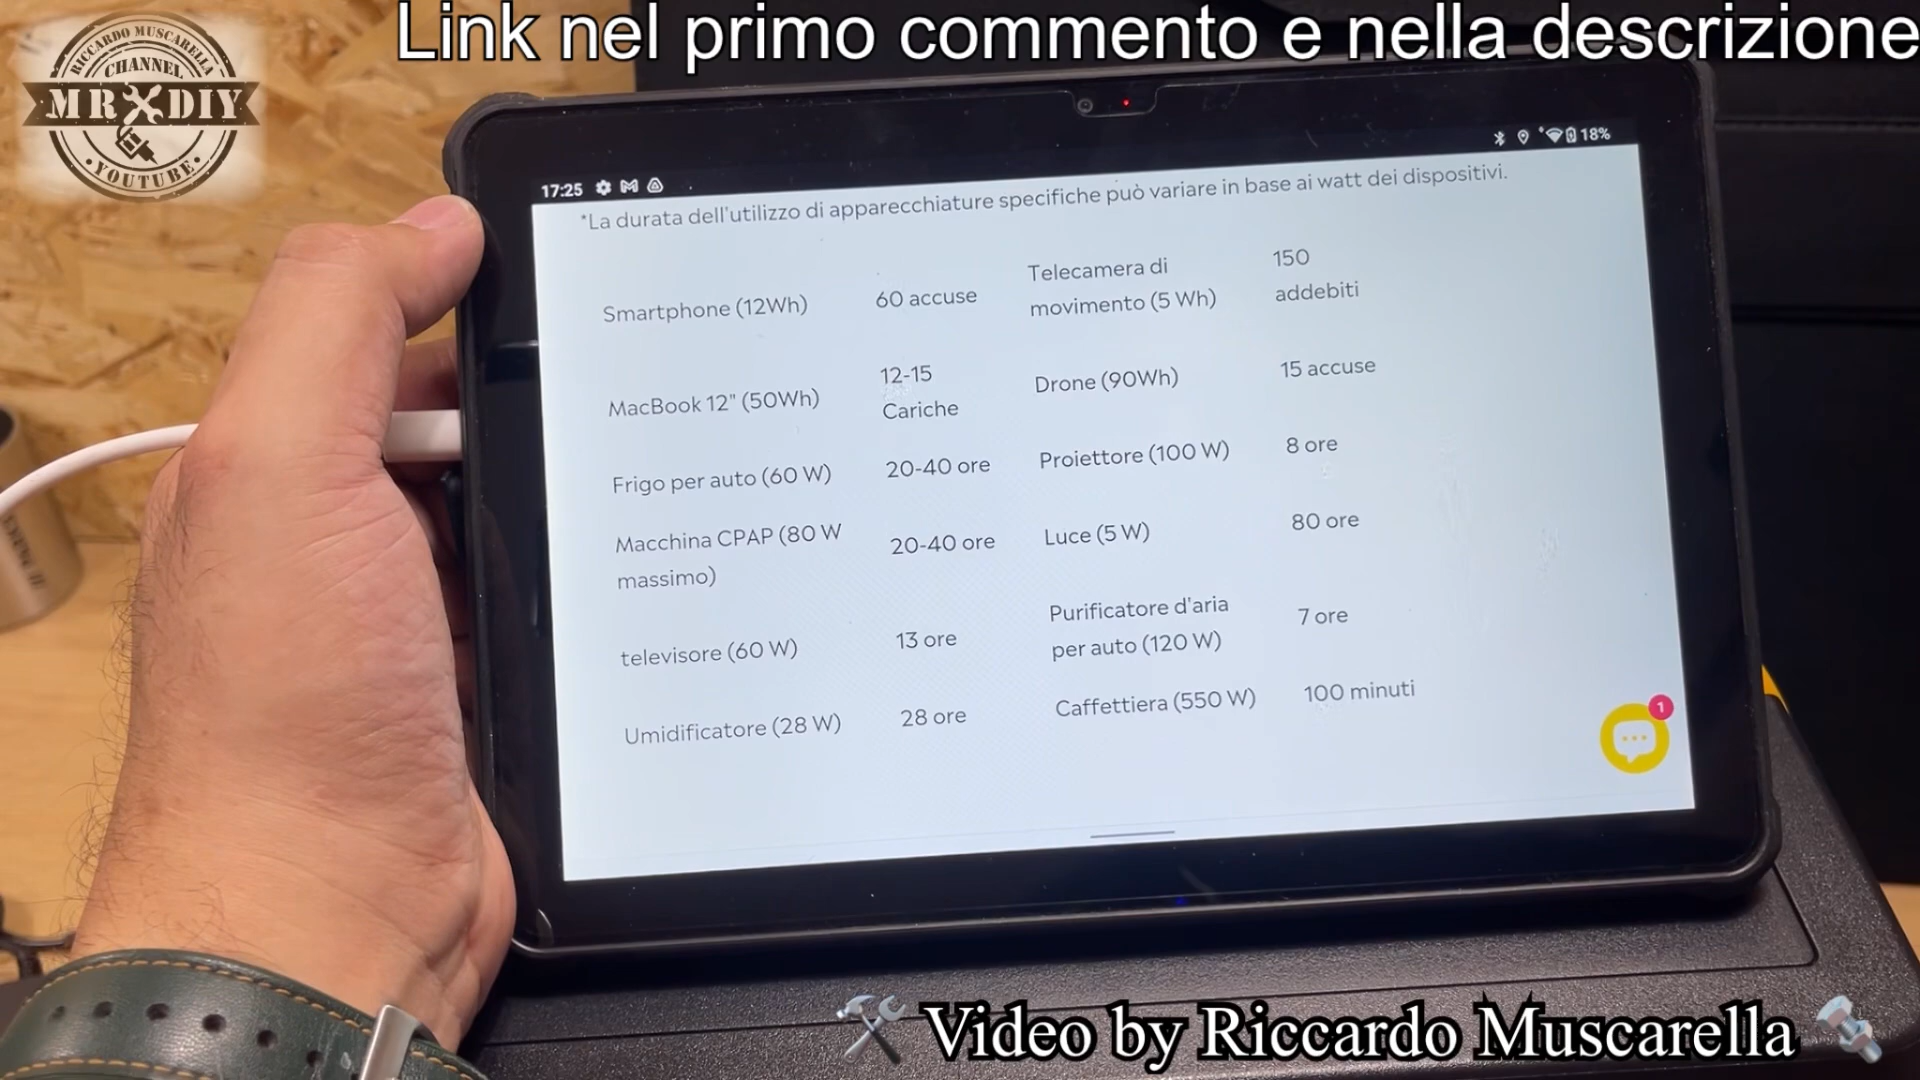 Link nel primo commento e nella descrizione
RICCARDO MUSCARELLA
CHANNEL
MR DIY
YOUTUBE
17:25
18%
*La durata dell'utilizzo di apparecchiature specifiche può variare in base ai watt dei dispositivi.
Smartphone (12Wh)
60 accuse
Telecamera di
movimento (5 Wh)
150
addebiti
MacBook 12" (50Wh)
12-15
Cariche
Drone (90Wh)
15 accuse
Frigo per auto (60 W)
20-40 ore
Proiettore (100 W)
8 ore
Macchina CPAP (80 W
massimo)
20-40 ore
Luce (5 W)
80 ore
televisore (60 W)
13 ore
Purificatore d'aria
per auto (120 W)
7 ore
Umidificatore (28 W)
28 ore
Caffettiera (550 W)
100 minuti
1
Video by Riccardo Muscarella